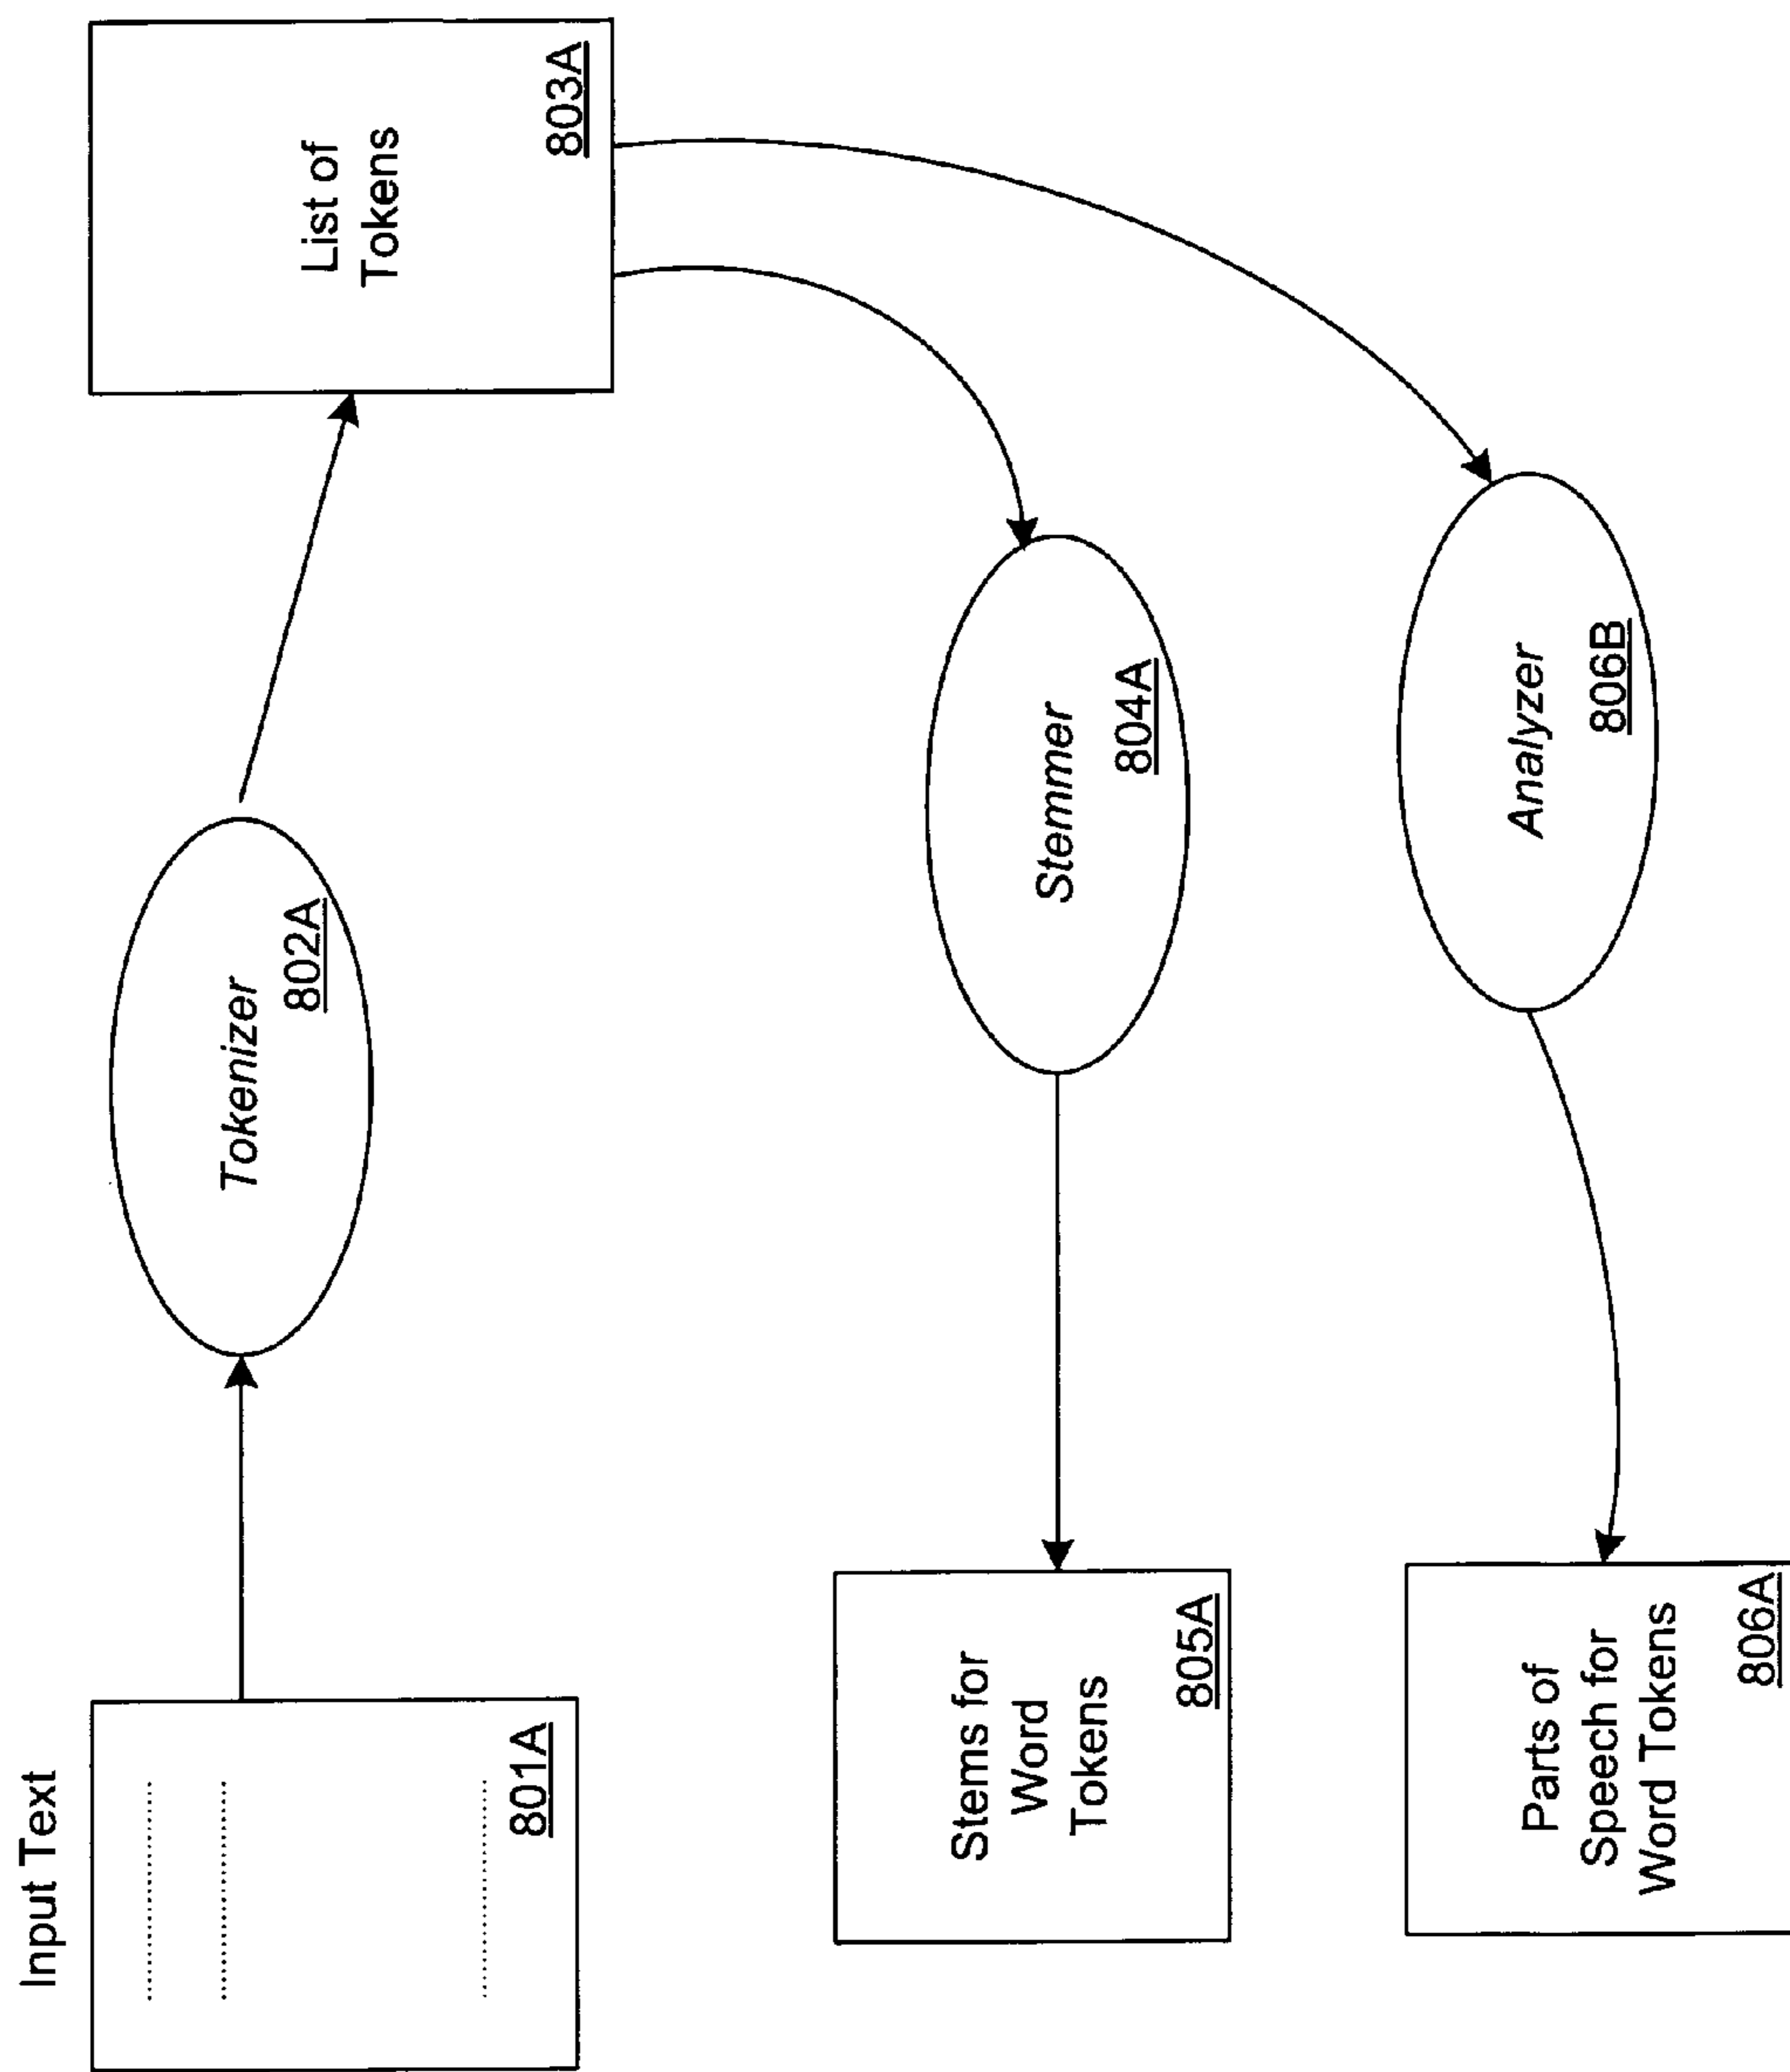 Input Text
801A
Tokenizer
802A
List of
Tokens
803A
Stems for
Word
Tokens
805A
Stemmer
804A
Parts of
Speech for
Word Tokens
806A
Analyzer
806B